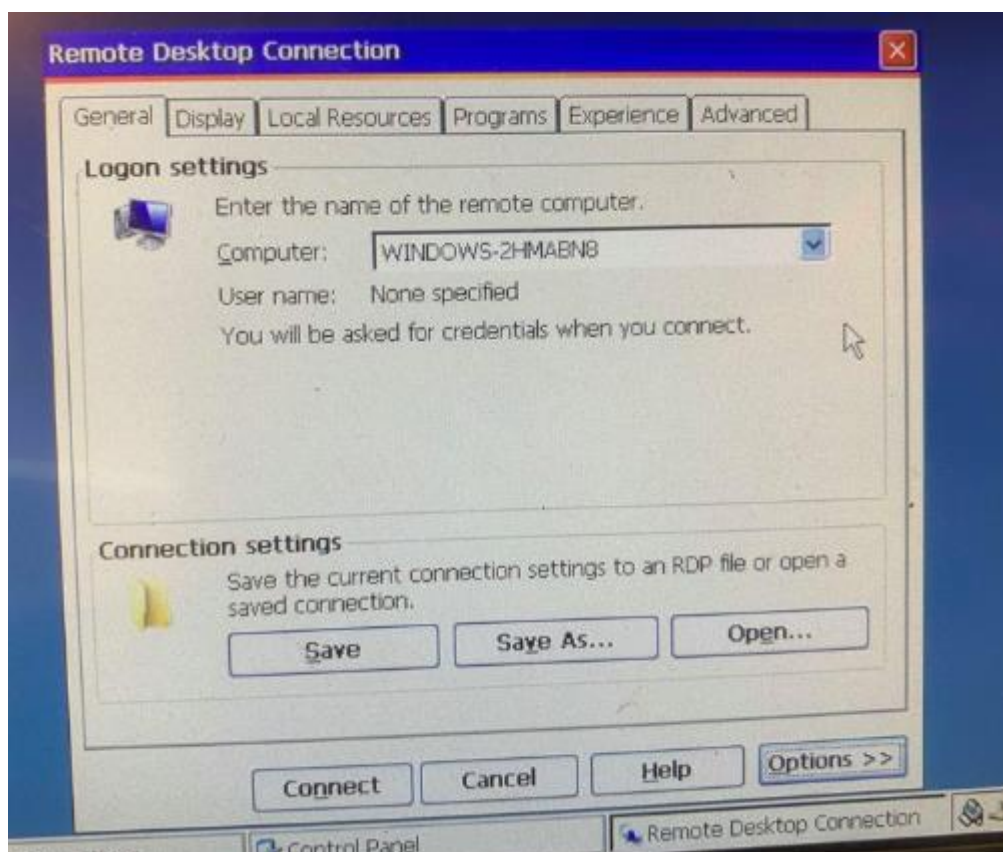 Remote Desktop Connection
General Display Local Resources Programs Experience Advanced
Logon settings
Enter the name of the remote computer.
Computer: WINDOWS-2HMABN8
User name: None specified
You will be asked for credentials when you connect.
Connection settings
Save the current connection settings to an RDP file or open a
saved connection.
Save Save As... Open...
Connect Cancel Help Options >>
Control Panel Remote Desktop Connection